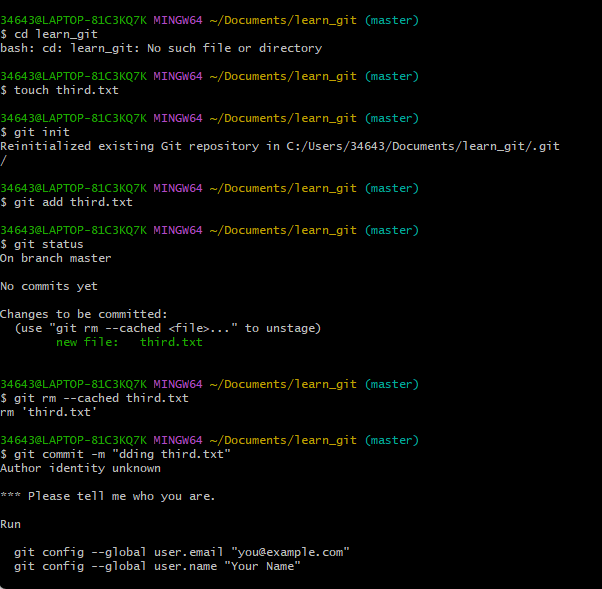 34643@LAPTOP-81C3KQ7K MINGW64 ~/Documents/learn_git (master)
$ cd learn_git
bash: cd: learn_git: No such file or directory
34643@LAPTOP-81C3KQ7K MINGW64 ~/Documents/learn_git (master)
$ touch third.txt
34643@LAPTOP-81C3KQ7K MINGW64 ~/Documents/learn_git (master)
$ git init
Reinitialized existing Git repository in C:/Users/34643/Documents/learn_git/.git
/
34643@LAPTOP-81C3KQ7K MINGW64 ~/Documents/learn_git (master)
$ git add third.txt
34643@LAPTOP-81C3KQ7K MINGW64 ~/Documents/learn_git (master)
$ git status
On branch master
No commits yet
Changes to be committed:
  (use "git rm --cached <file>..." to unstage)
        new file:   third.txt
34643@LAPTOP-81C3KQ7K MINGW64 ~/Documents/learn_git (master)
$ git rm --cached third.txt
rm 'third.txt'
34643@LAPTOP-81C3KQ7K MINGW64 ~/Documents/learn_git (master)
$ git commit -m "dding third.txt"
Author identity unknown
*** Please tell me who you are.
Run
  git config --global user.email "you@example.com"
  git config --global user.name "Your Name"